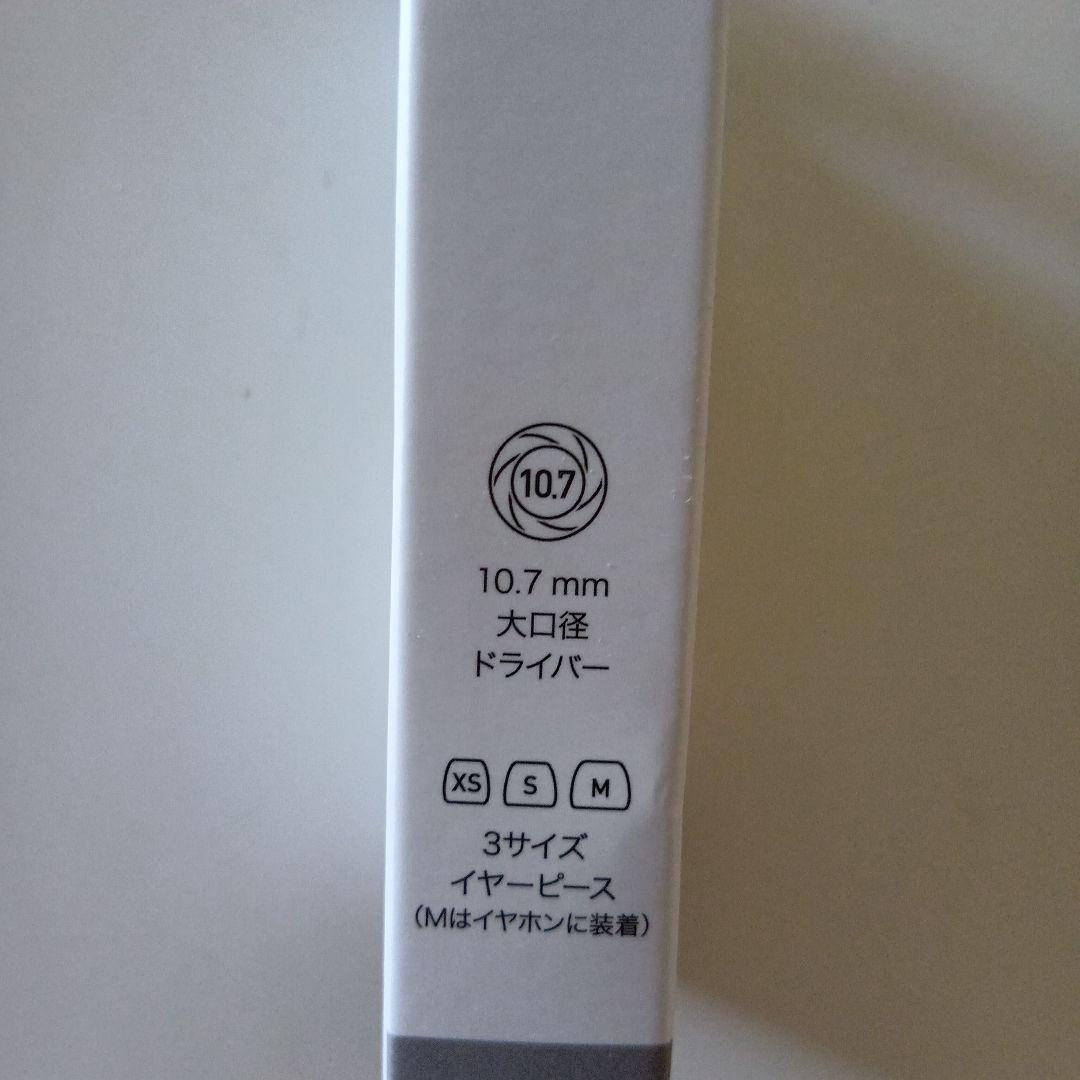 10.7
10.7 mm
大口径
ドライバー
XS S M
3サイズ
イヤーピース
（Mはイヤホンに装着）